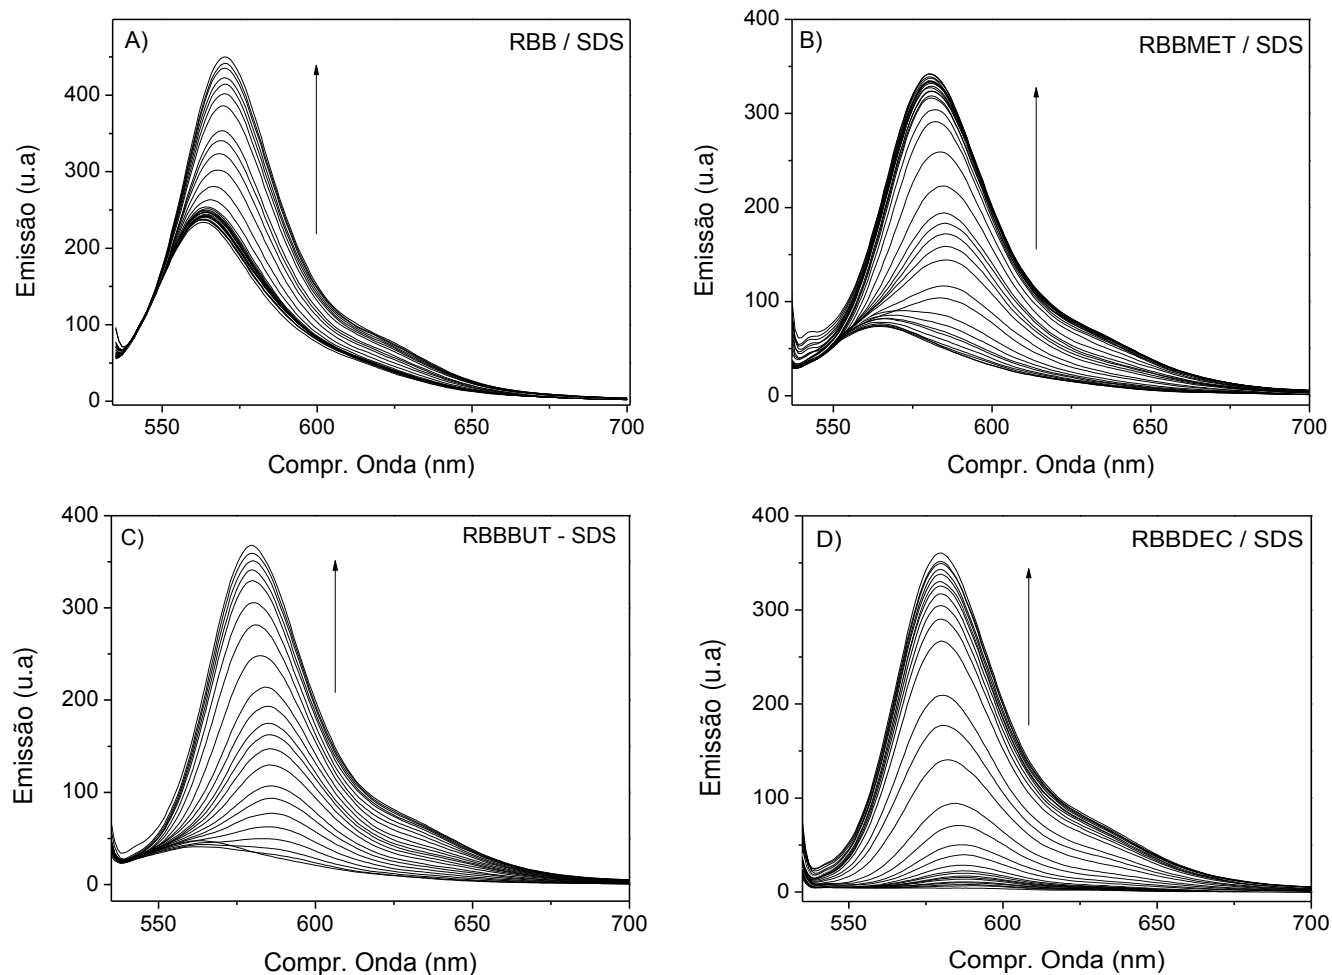 A)
RBB / SDS
400
300
200
100
0
Emissão (u.a)
550
600
650
700
Compr. Onda (nm)
B)
RBBMET / SDS
400
300
200
100
0
Emissão (u.a)
550
600
650
700
Compr. Onda (nm)
C)
RBBBUT - SDS
400
300
200
100
0
Emissão (u.a)
550
600
650
700
Compr. Onda (nm)
D)
RBBDEC / SDS
400
300
200
100
0
Emissão (u.a)
550
600
650
700
Compr. Onda (nm)